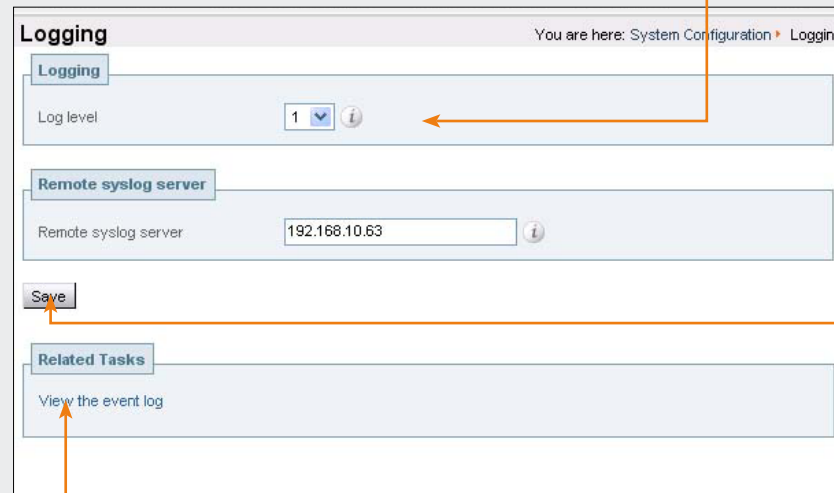 Logging
You are here: System Configuration Loggin
Logging
Log level
1
i
Remote syslog server
Remote syslog server
192.168.10.63
i
Save
Related Tasks
View the event log